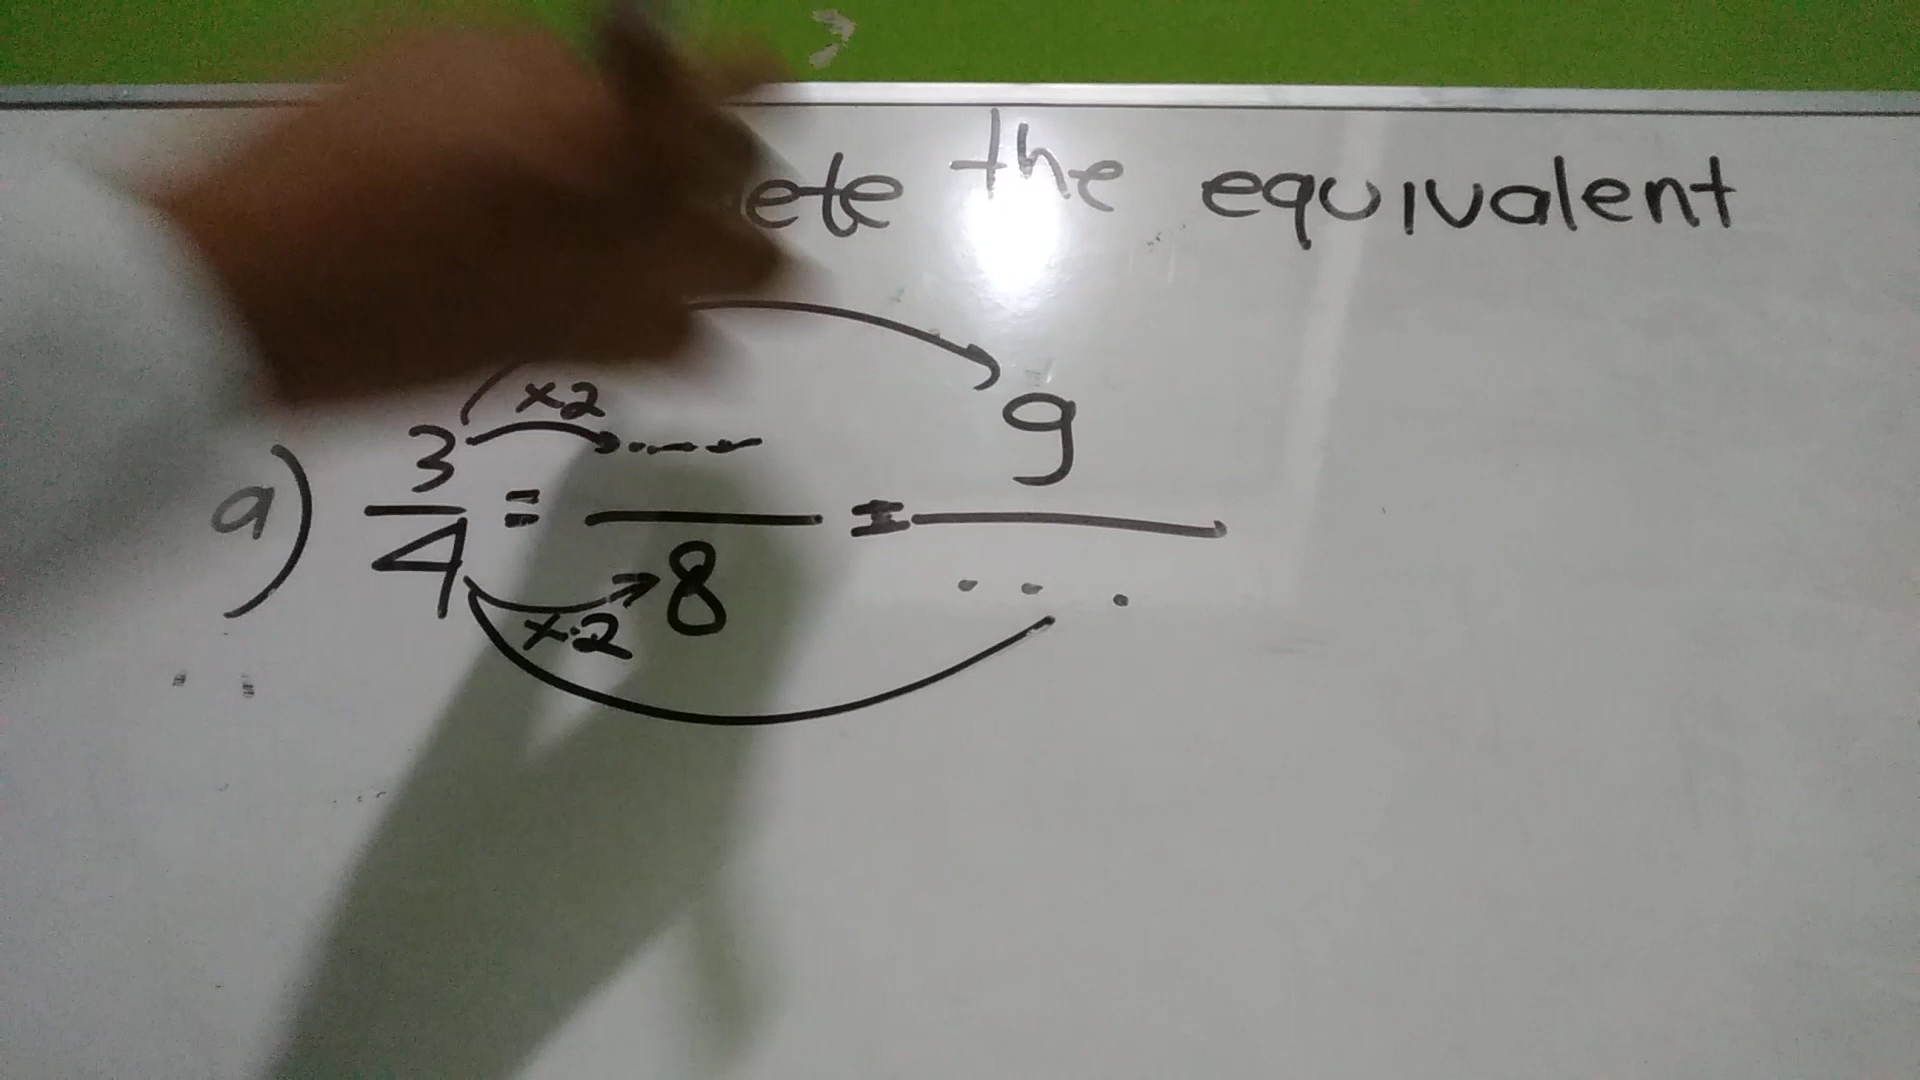 ete the equivalent
×2
a) 3/4 = ..../8 = 9/...
×2